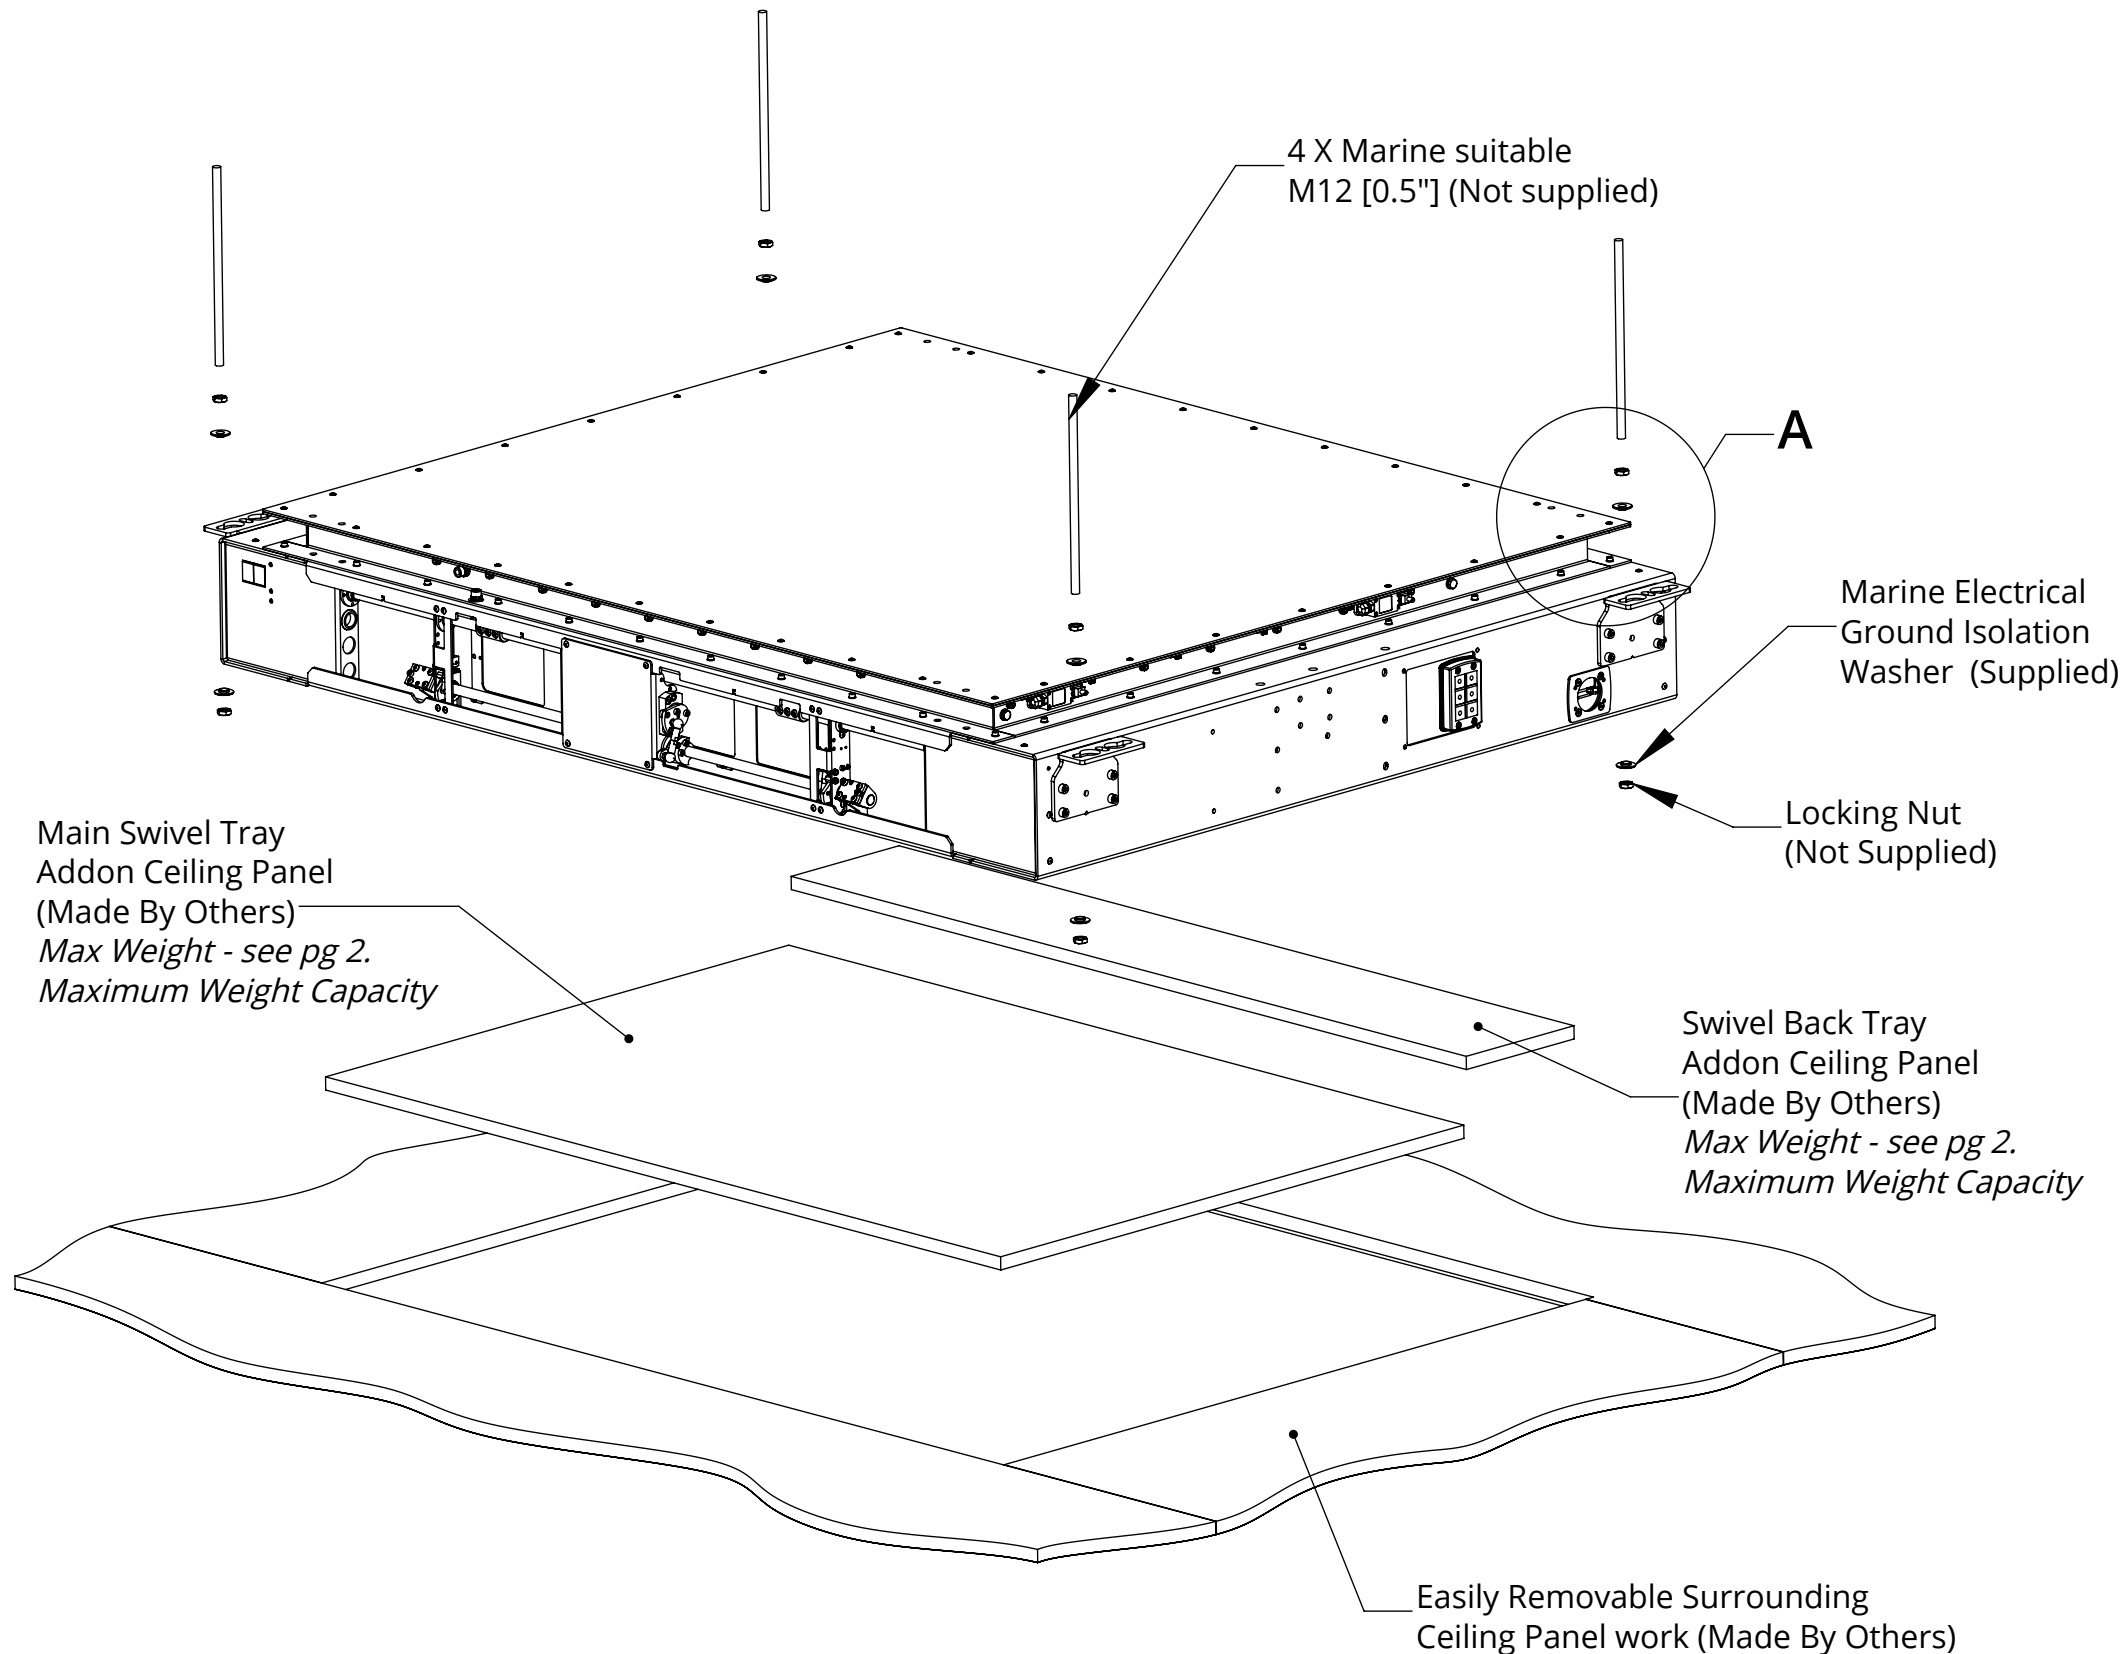 4 X Marine suitable
M12 [0.5"] (Not supplied)
A
Marine Electrical
Ground Isolation
Washer (Supplied)
Locking Nut
(Not Supplied)
Main Swivel Tray
Addon Ceiling Panel
(Made By Others)
Max Weight - see pg 2.
Maximum Weight Capacity
Swivel Back Tray
Addon Ceiling Panel
(Made By Others)
Max Weight - see pg 2.
Maximum Weight Capacity
Easily Removable Surrounding
Ceiling Panel work (Made By Others)